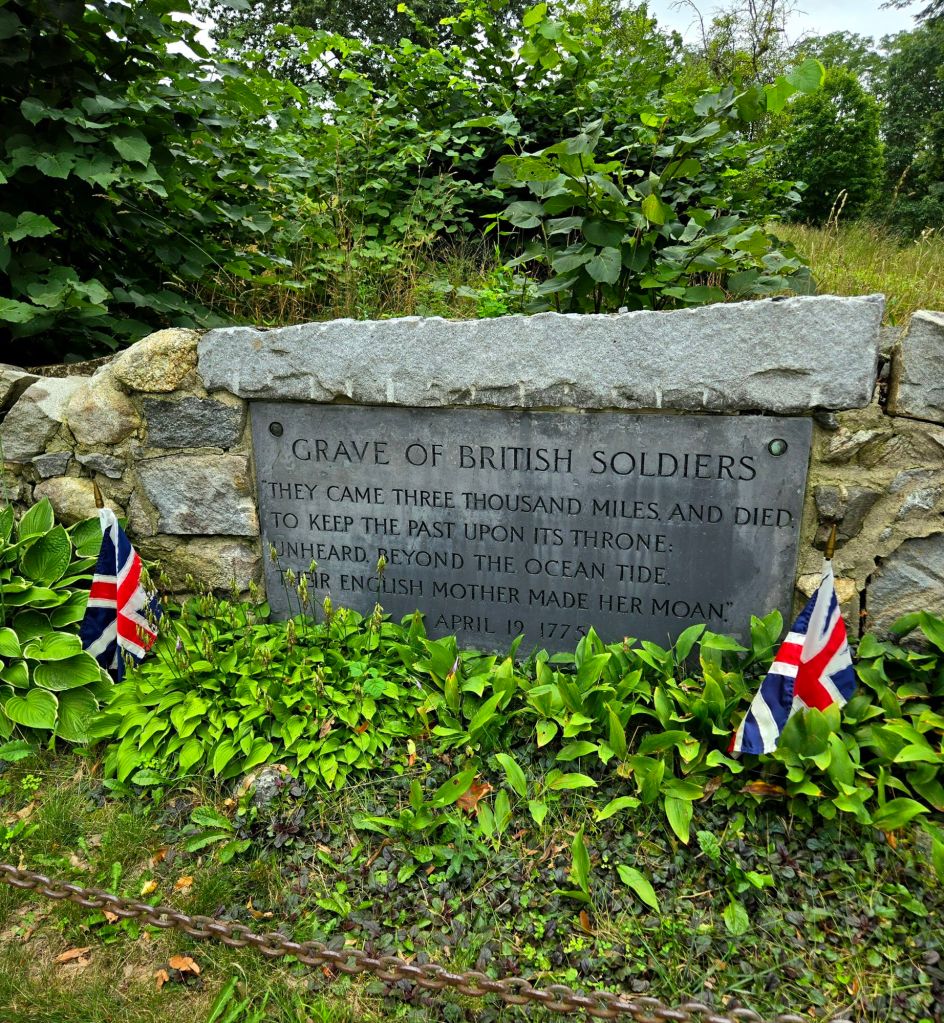 GRAVE OF BRITISH SOLDIERS
"THEY CAME THREE THOUSAND MILES, AND DIED,
TO KEEP THE PAST UPON ITS THRONE:
UNHEARD, BEYOND THE OCEAN TIDE,
THEIR ENGLISH MOTHER MADE HER MOAN."
APRIL 19, 1775